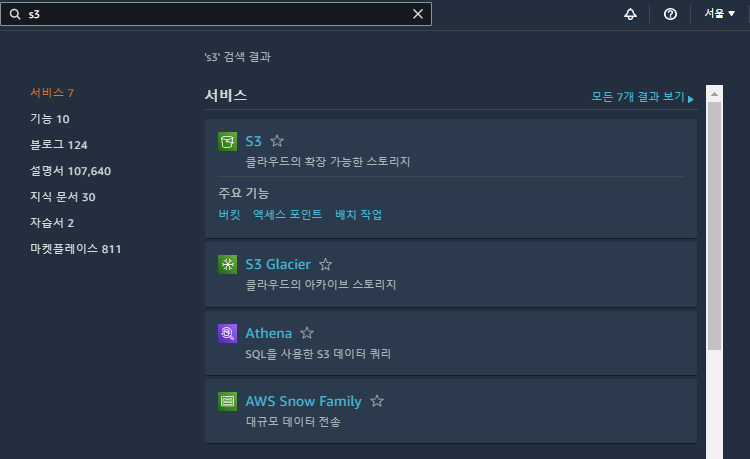 s3
서울
's3' 검색 결과
서비스 7
기능 10
블로그 124
설명서 107,640
지식 문서 30
자습서 2
마켓플레이스 811
서비스
모든 7개 결과 보기
S3
클라우드의 확장 가능한 스토리지
주요 기능
버킷 액세스 포인트 배치 작업
S3 Glacier
클라우드의 아카이브 스토리지
Athena
SQL을 사용한 S3 데이터 쿼리
AWS Snow Family
대규모 데이터 전송